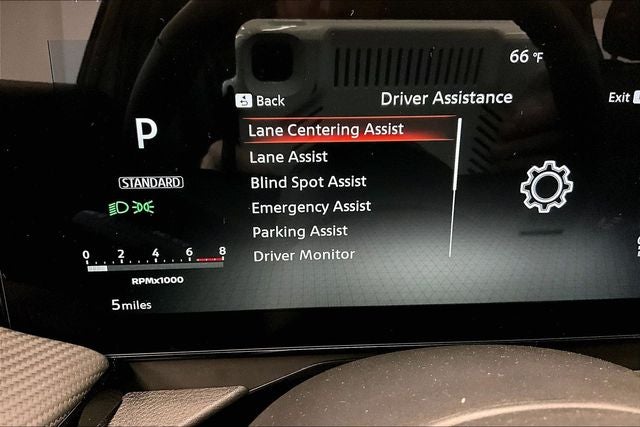 66 °F
Back
Driver Assistance
Exit
Lane Centering Assist
P
Lane Assist
STANDARD
Blind Spot Assist
Emergency Assist
Parking Assist
0 2 4 6 8
Driver Monitor
RPMx1000
5 miles